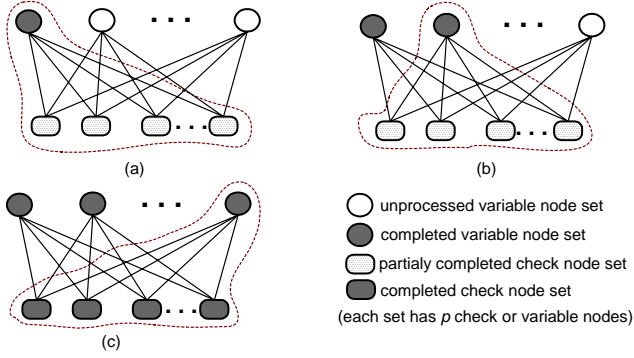 (a)
(b)
(c)
unprocessed variable node set
completed variable node set
partialy completed check node set
completed check node set
(each set has p check or variable nodes)